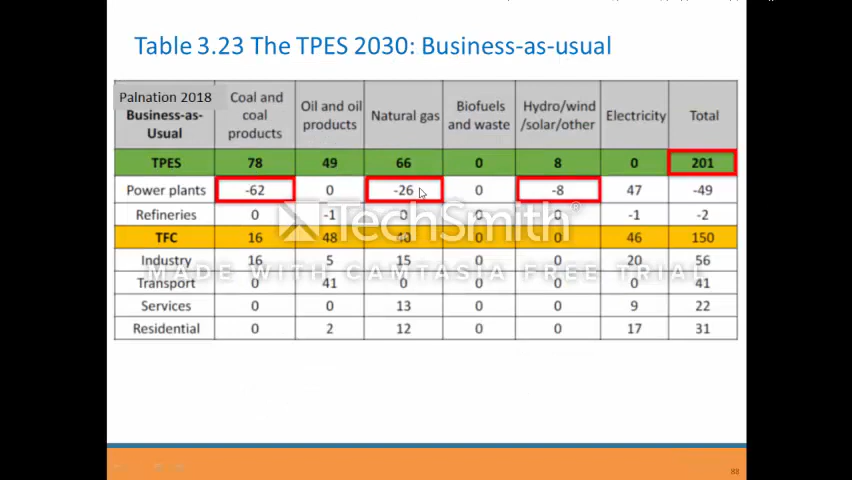 Table 3.23 The TPES 2030: Business-as-usual
Palnation 2018
Business-as-
Usual
Coal and
coal
products
Oil and oil
products
Natural gas
Biofuels
and waste
Hydro/wind
/solar/other
Electricity
Total
TPES 78 49 66 0 8 0 201
Power plants -62 0 -26 0 -8 47 -49
Refineries 0 -1 0 0 0 -1 -2
TechSmith®
TFC 16 48 40 0 0 46 150
Industry 16 5 15 0 0 20 56
MADE WITH CAMTASIA FREE TRIAL
Transport 0 41 0 0 0 0 41
Services 0 0 13 0 0 9 22
Residential 0 2 12 0 0 17 31